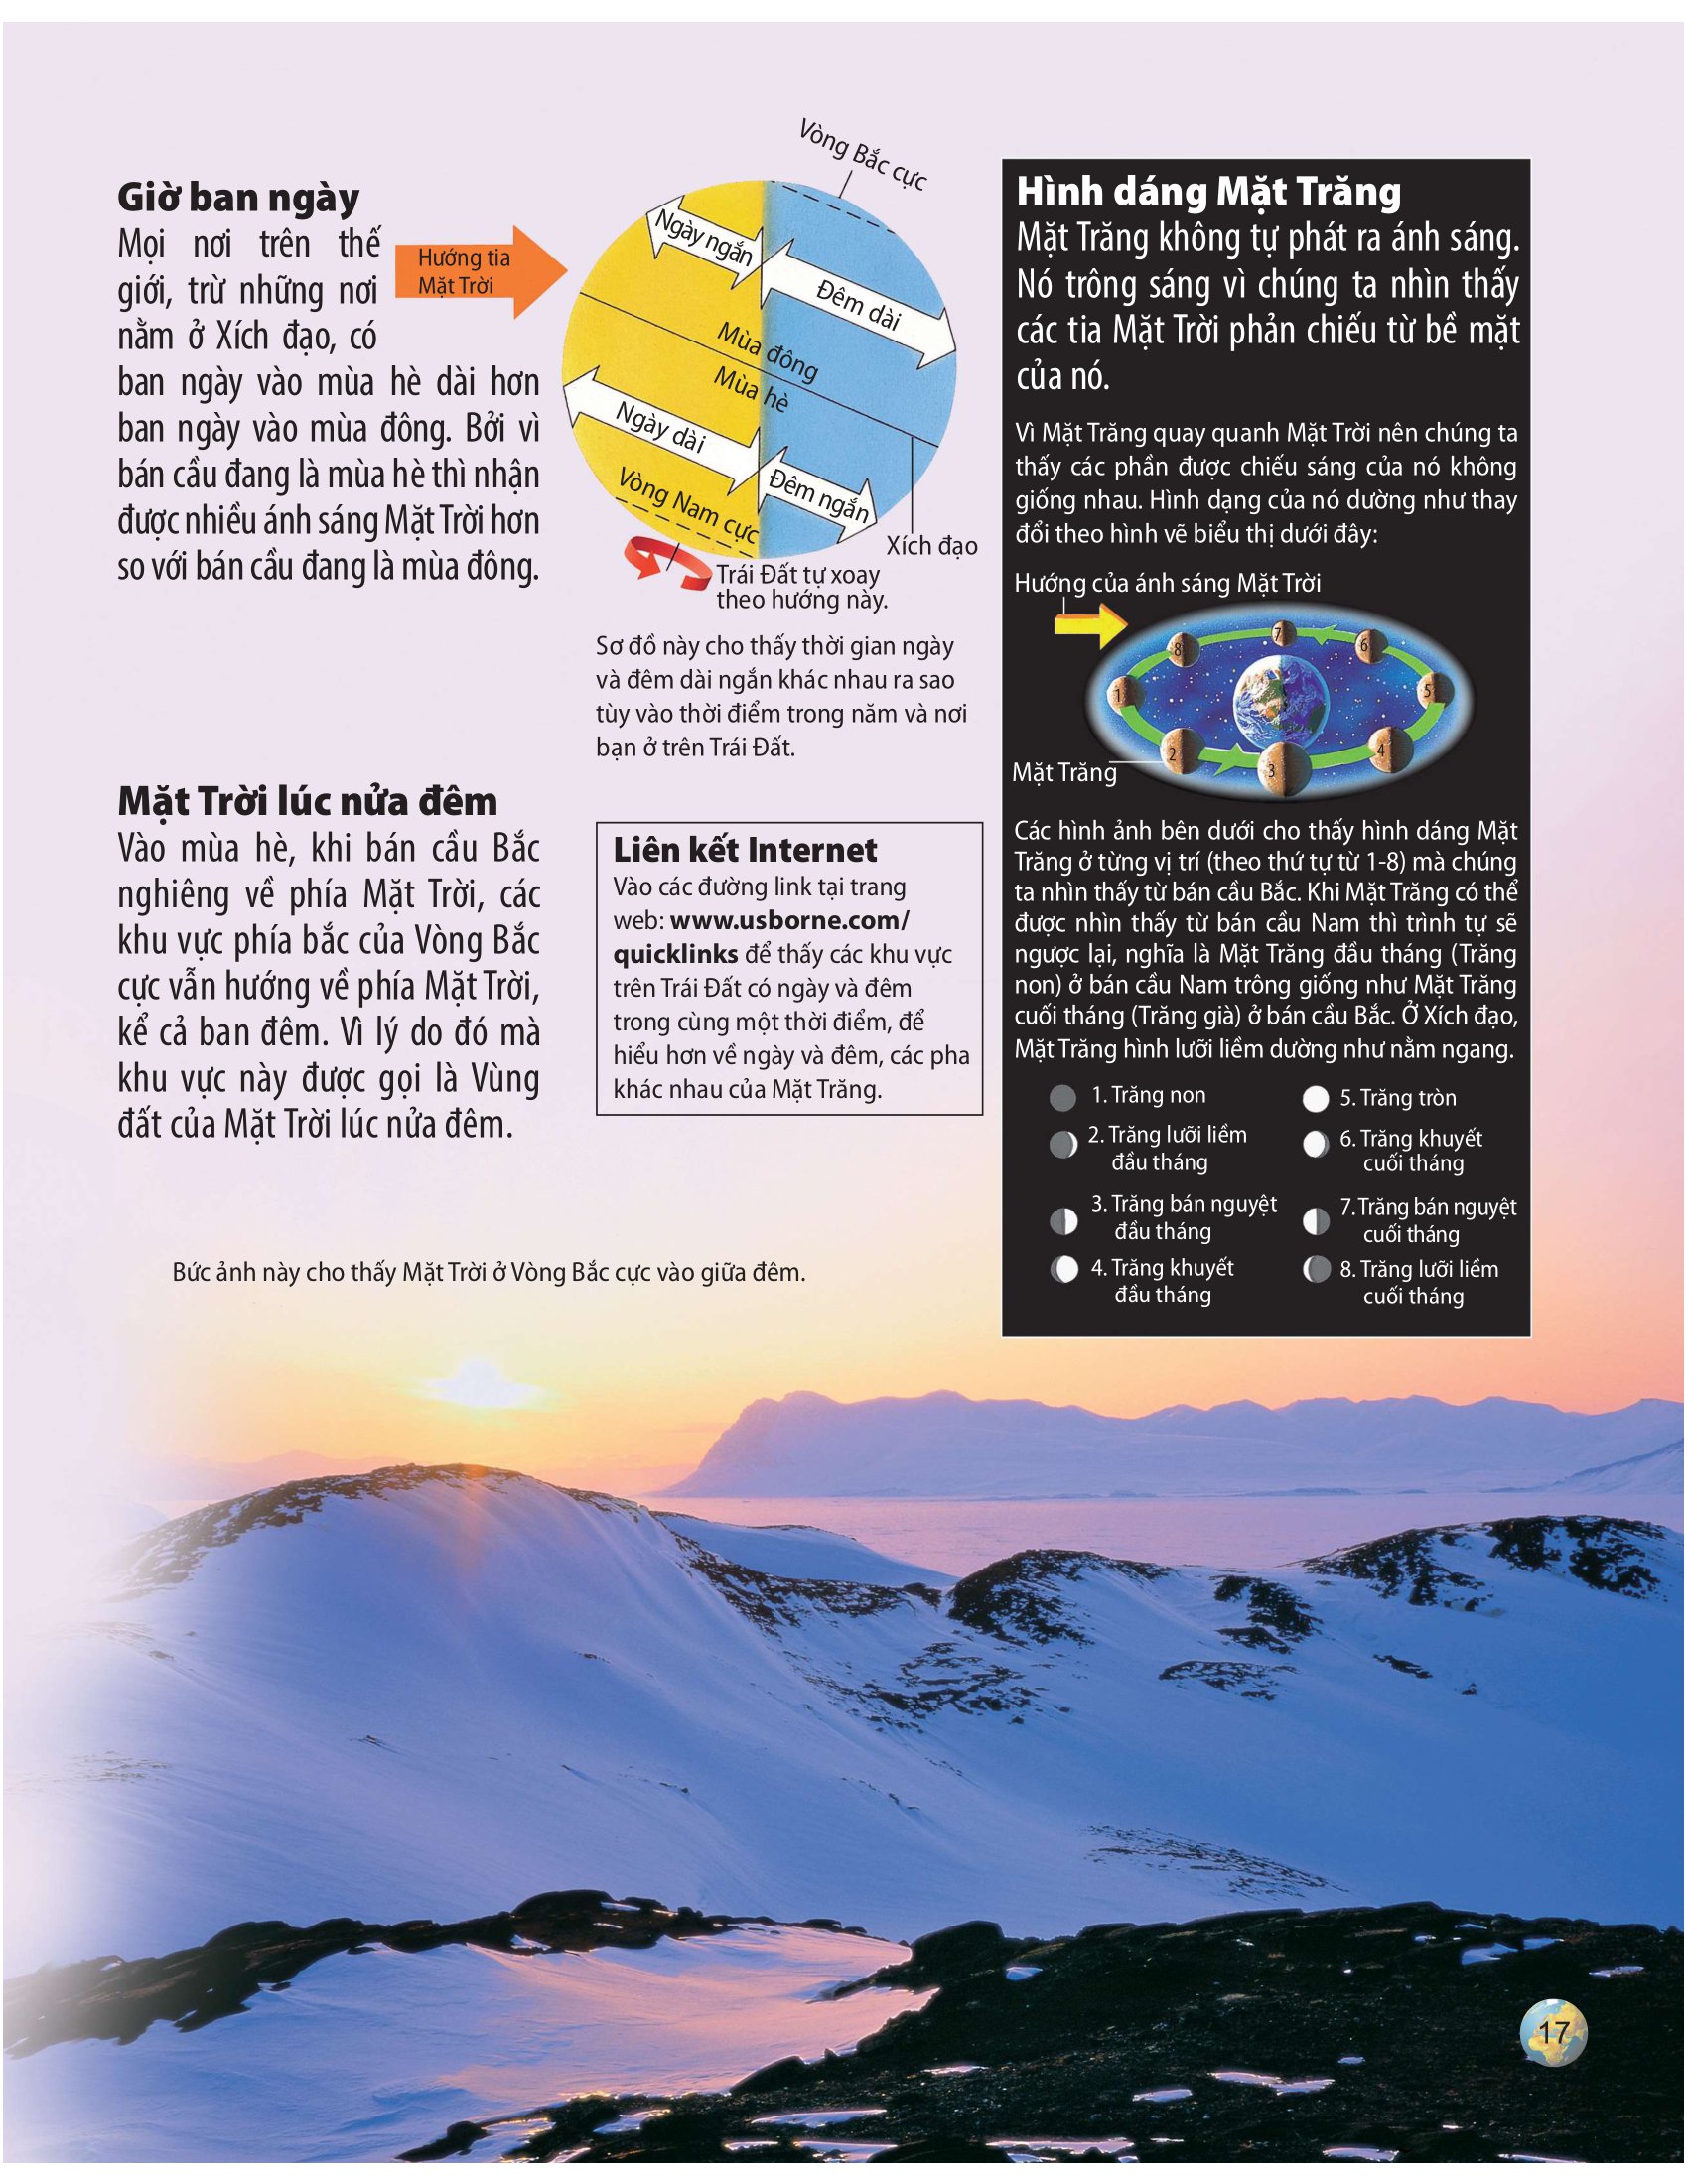 Giờ ban ngày
Mọi nơi trên thế
giới, trừ những nơi
nằm ở Xích đạo, có
ban ngày vào mùa hè dài hơn
ban ngày vào mùa đông. Bởi vì
bán cầu đang là mùa hè thì nhận
được nhiều ánh sáng Mặt Trời hơn
so với bán cầu đang là mùa đông.
Hướng tia
Mặt Trời
Vòng Bắc cực
Ngày ngắn
Đêm dài
Mùa đông
Mùa hè
Ngày dài
Đêm ngắn
Vòng Nam cực
Xích đạo
Trái Đất tự xoay
theo hướng này.
Sơ đồ này cho thấy thời gian ngày
và đêm dài ngắn khác nhau ra sao
tùy vào thời điểm trong năm và nơi
bạn ở trên Trái Đất.
Mặt Trời lúc nửa đêm
Vào mùa hè, khi bán cầu Bắc
nghiêng về phía Mặt Trời, các
khu vực phía bắc của Vòng Bắc
cực vẫn hướng về phía Mặt Trời,
kể cả ban đêm. Vì lý do đó mà
khu vực này được gọi là Vùng
đất của Mặt Trời lúc nửa đêm.
Liên kết Internet
Vào các đường link tại trang
web: www.usborne.com/
quicklinks để thấy các khu vực
trên Trái Đất có ngày và đêm
trong cùng một thời điểm, để
hiểu hơn về ngày và đêm, các pha
khác nhau của Mặt Trăng.
Bức ảnh này cho thấy Mặt Trời ở Vòng Bắc cực vào giữa đêm.
Hình dáng Mặt Trăng
Mặt Trăng không tự phát ra ánh sáng.
Nó trông sáng vì chúng ta nhìn thấy
các tia Mặt Trời phản chiếu từ bề mặt
của nó.
Vì Mặt Trăng quay quanh Mặt Trời nên chúng ta
thấy các phần được chiếu sáng của nó không
giống nhau. Hình dạng của nó dường như thay
đổi theo hình vẽ biểu thị dưới đây:
Hướng của ánh sáng Mặt Trời
8
7
6
1
5
2
3
4
Mặt Trăng
Các hình ảnh bên dưới cho thấy hình dáng Mặt
Trăng ở từng vị trí (theo thứ tự từ 1-8) mà chúng
ta nhìn thấy từ bán cầu Bắc. Khi Mặt Trăng có thể
được nhìn thấy từ bán cầu Nam thì trình tự sẽ
ngược lại, nghĩa là Mặt Trăng đầu tháng (Trăng
non) ở bán cầu Nam trông giống như Mặt Trăng
cuối tháng (Trăng già) ở bán cầu Bắc. Ở Xích đạo,
Mặt Trăng hình lưỡi liềm dường như nằm ngang.
1. Trăng non
2. Trăng lưỡi liềm
đầu tháng
3. Trăng bán nguyệt
đầu tháng
4. Trăng khuyết
đầu tháng
5. Trăng tròn
6. Trăng khuyết
cuối tháng
7. Trăng bán nguyệt
cuối tháng
8. Trăng lưỡi liềm
cuối tháng
17